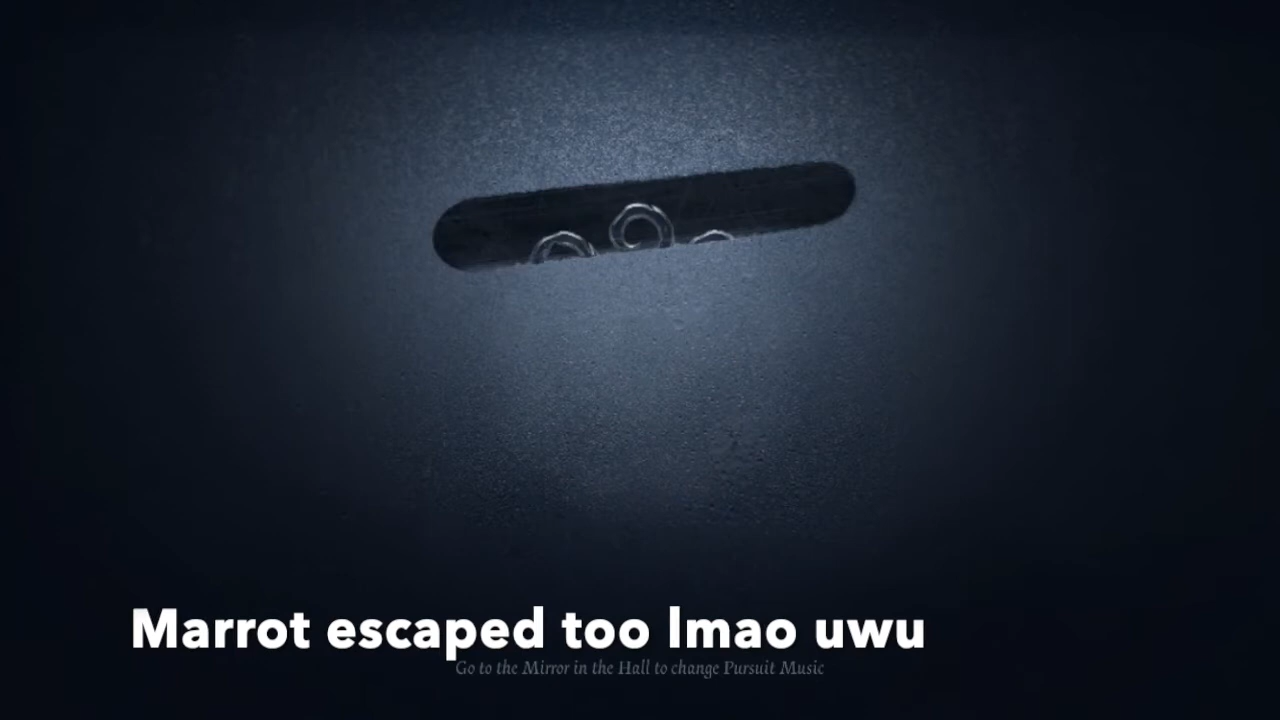 Marrot escaped too lmao uwu
Go to the Mirror in the Hall to change Pursuit Music